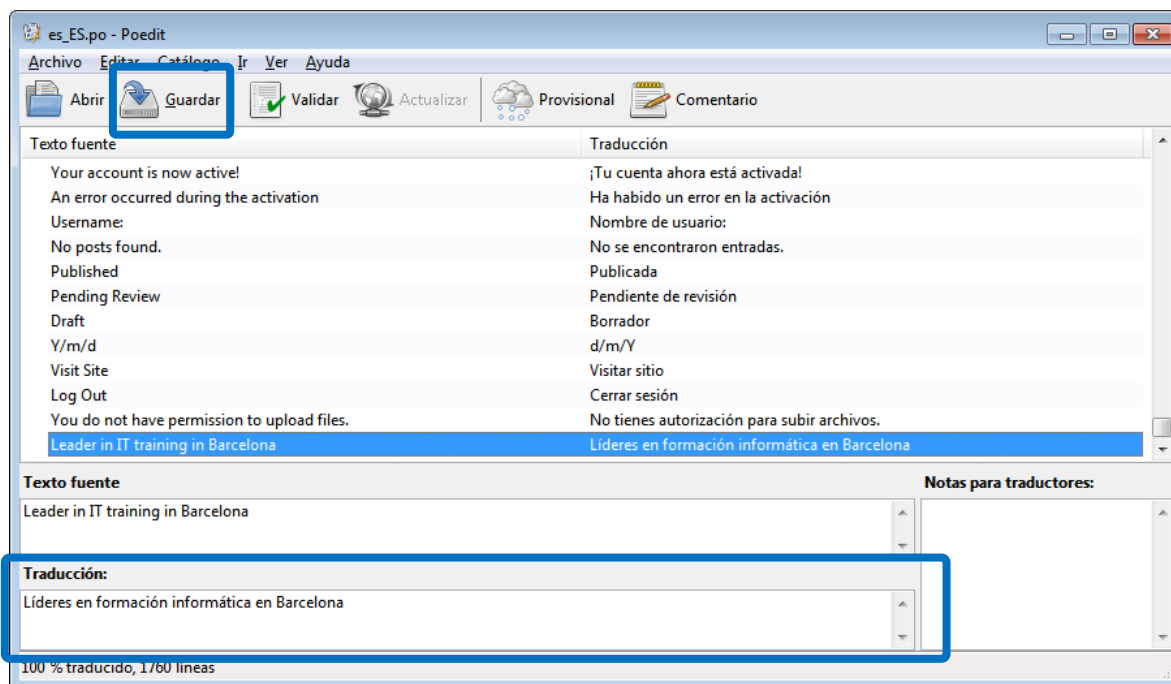 es_ES.po - Poedit
Archivo Editar Catálogo Ir Ver Ayuda
Abrir Guardar Validar Actualizar Provisional Comentario
Texto fuente Traducción
Your account is now active! ¡Tu cuenta ahora está activada!
An error occurred during the activation Ha habido un error en la activación
Username: Nombre de usuario:
No posts found. No se encontraron entradas.
Published Publicada
Pending Review Pendiente de revisión
Draft Borrador
Y/m/d d/m/Y
Visit Site Visitar sitio
Log Out Cerrar sesión
You do not have permission to upload files. No tienes autorización para subir archivos.
Leader in IT training in Barcelona Líderes en formación informática en Barcelona
Texto fuente Notas para traductores:
Leader in IT training in Barcelona
Traducción:
Líderes en formación informática en Barcelona
100 % traducido, 1760 líneas